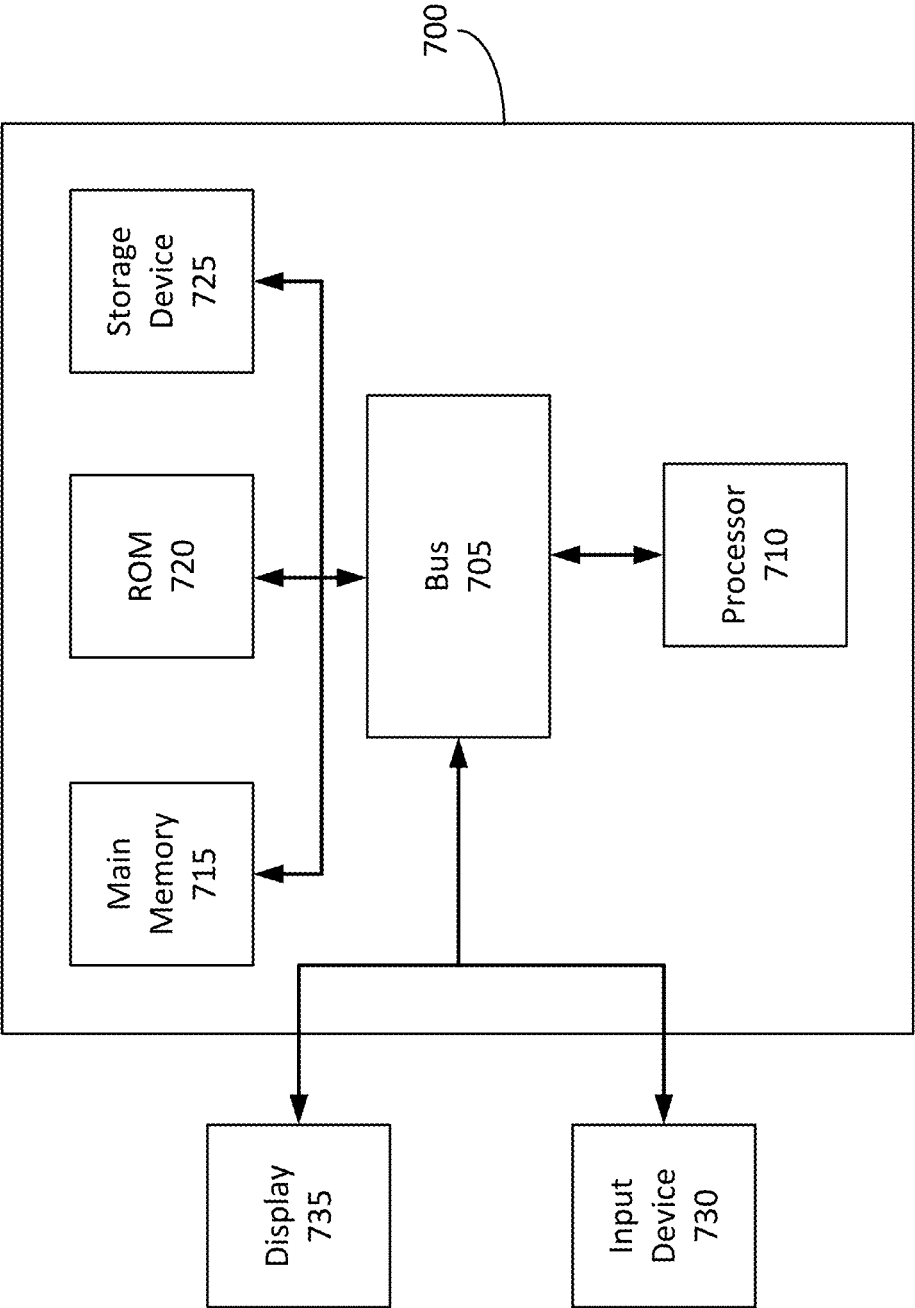 700
Storage
Device
725
ROM
720
Main
Memory
715
Bus
705
Processor
710
Display
735
Input
Device
730